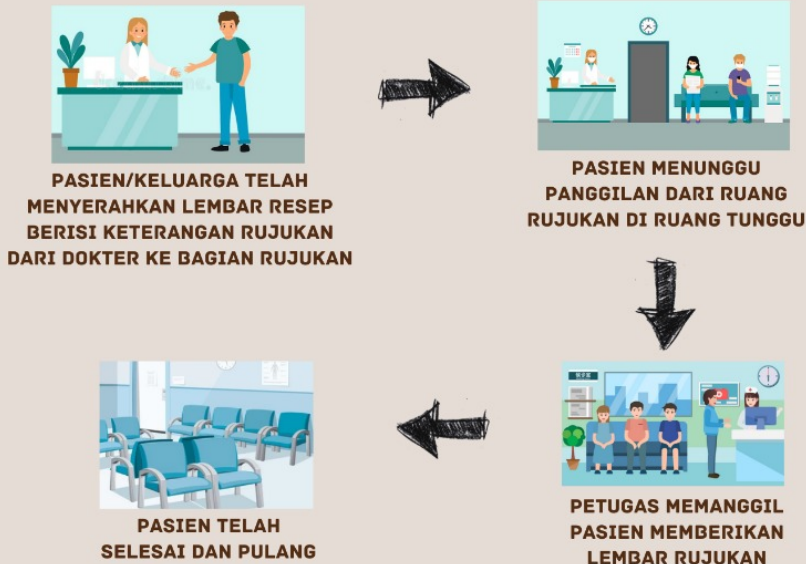 PASIEN/KELUARGA TELAH
MENYERAHKAN LEMBAR RESEP
BERISI KETERANGAN RUJUKAN
DARI DOKTER KE BAGIAN RUJUKAN
PASIEN MENUNGGU
PANGGILAN DARI RUANG
RUJUKAN DI RUANG TUNGGU
PETUGAS MEMANGGIL
PASIEN MEMBERIKAN
LEMBAR RUJUKAN
PASIEN TELAH
SELESAI DAN PULANG